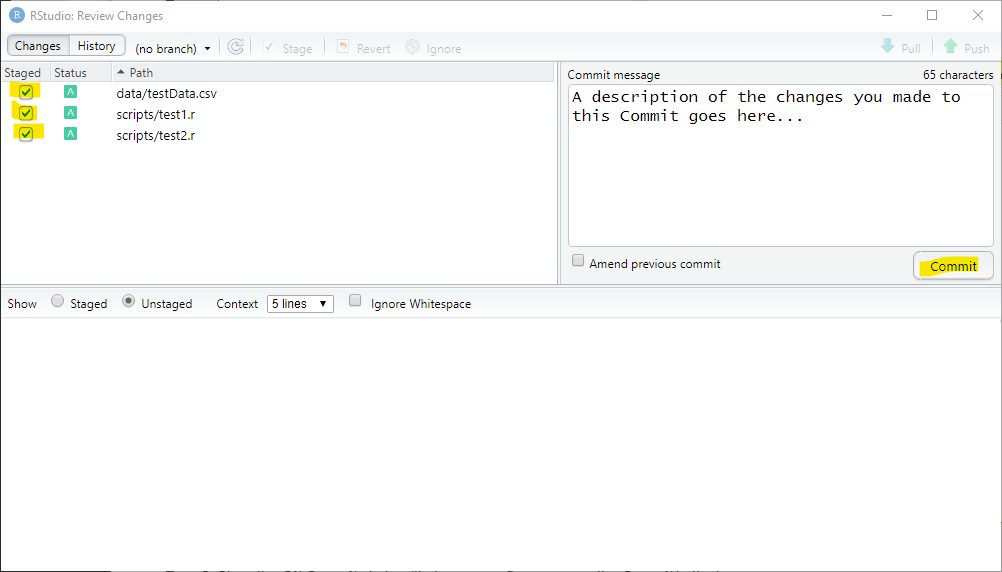 R RStudio: Review Changes
Changes History (no branch) Stage Revert Ignore Pull Push
Staged Status Path
A data/testData.csv
A scripts/test1.r
A scripts/test2.r
Commit message 65 characters
A description of the changes you made to
this Commit goes here...
Amend previous commit
Commit
Show Staged Unstaged Context 5 lines Ignore Whitespace